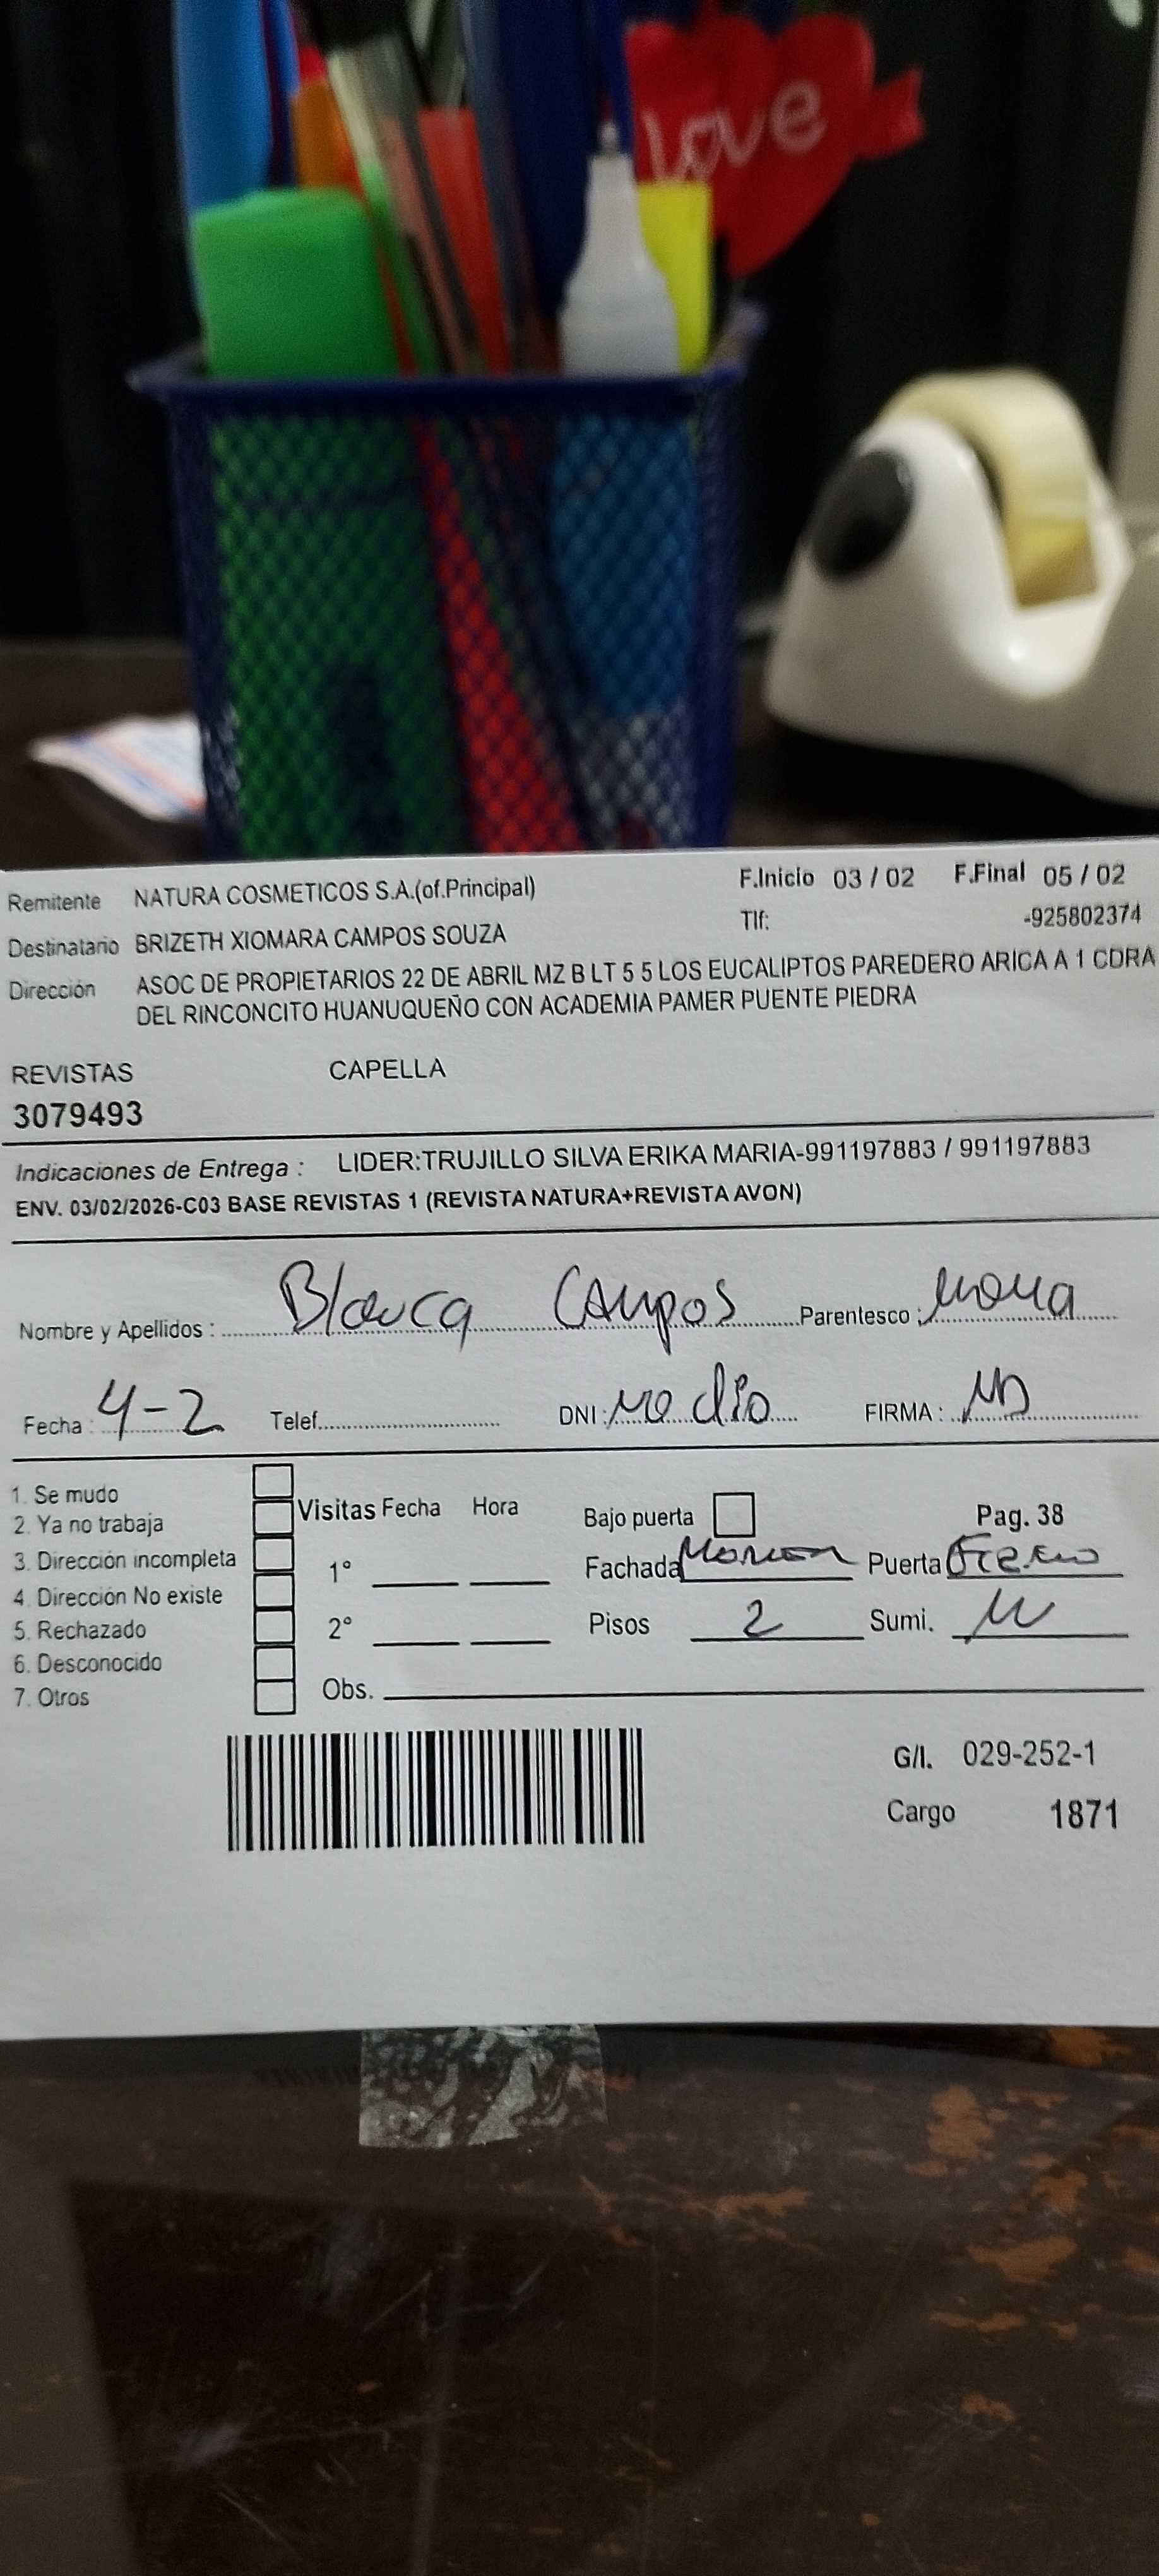 love
Remitente NATURA COSMETICOS S.A.(of.Principal) F.Inicio 03 / 02 F.Final 05 / 02
Tlf: -925802374
Destinatario BRIZETH XIOMARA CAMPOS SOUZA
Dirección ASOC DE PROPIETARIOS 22 DE ABRIL MZ B LT 5 5 LOS EUCALIPTOS PAREDERO ARICA A 1 CDRA
DEL RINCONCITO HUANUQUEÑO CON ACADEMIA PAMER PUENTE PIEDRA
REVISTAS CAPELLA
3079493
Indicaciones de Entrega : LIDER:TRUJILLO SILVA ERIKA MARIA-991197883 / 991197883
ENV. 03/02/2026-C03 BASE REVISTAS 1 (REVISTA NATURA+REVISTA AVON)
Nombre y Apellidos : Blanca Campos Parentesco :
Fecha : 4-2 Telef. DNI : no dio FIRMA :
1. Se mudo
2. Ya no trabaja
3. Dirección incompleta
4. Dirección No existe
5. Rechazado
6. Desconocido
7. Otros
Visitas Fecha Hora
1°
2°
Obs.
Bajo puerta Pag. 38
Fachada Puerta
Pisos 2 Sumi.
G/I. 029-252-1
Cargo 1871